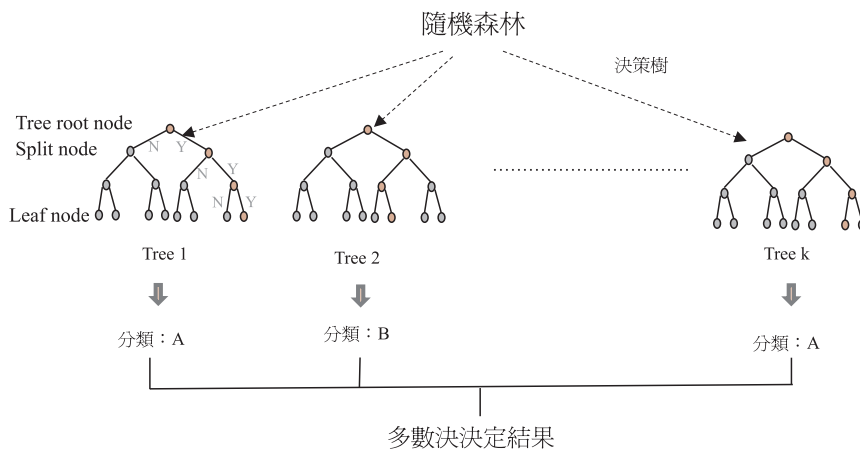 隨機森林
決策樹
Tree root node
Split node
N Y
N Y
N Y
Leaf node
Tree 1
Tree 2
Tree k
分類：A
分類：B
分類：A
多數決決定結果